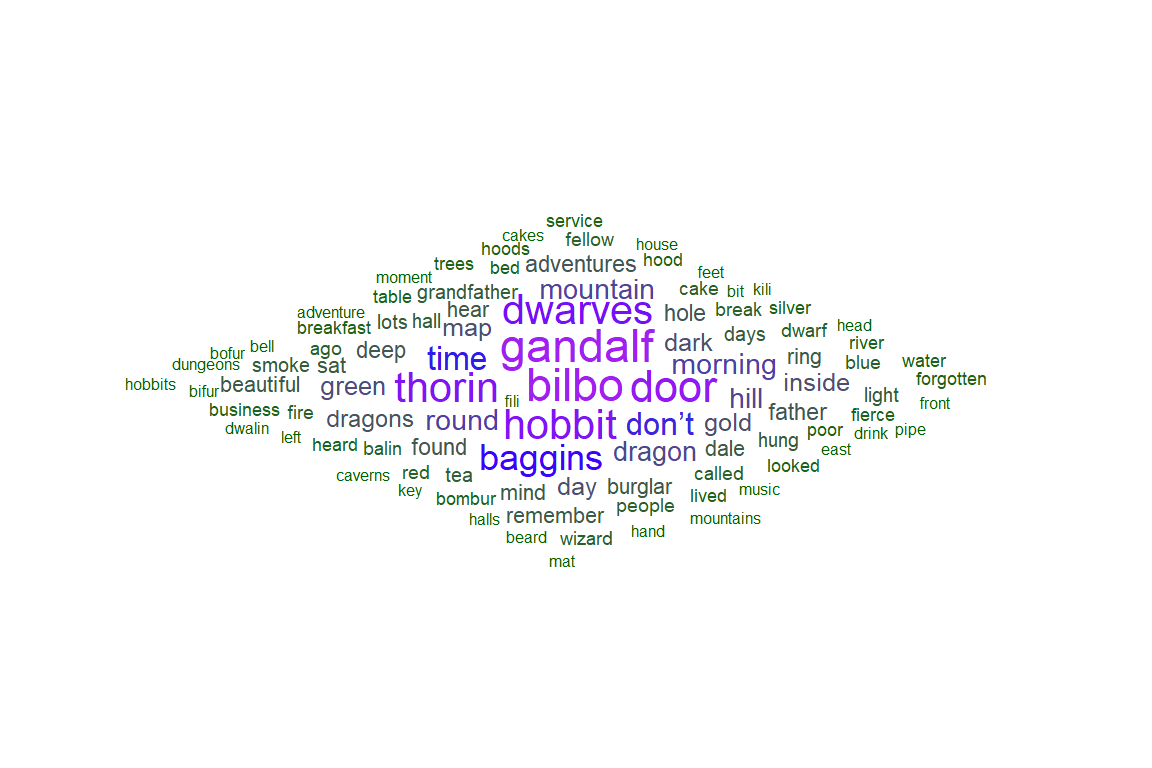 service
cakes fellow
hoods house
trees bed adventures hood
moment feet
table grandfather mountain cake bit kili
adventure hear dwarves hole break silver
breakfast lots hall map head
bofur bell ago deep time gandalf dark days dwarf river
dungeons smoke sat morning ring blue water
hobbits bifur beautiful green thorin bilbo door inside forgotten
fili hill light front
business fire dragons round hobbit don’t gold father fierce
dwalin left poor drink pipe
heard balin found baggins dragon dale hung east
caverns red tea called looked
key bombur mind day burglar lived music
halls remember people mountains
beard wizard hand
mat